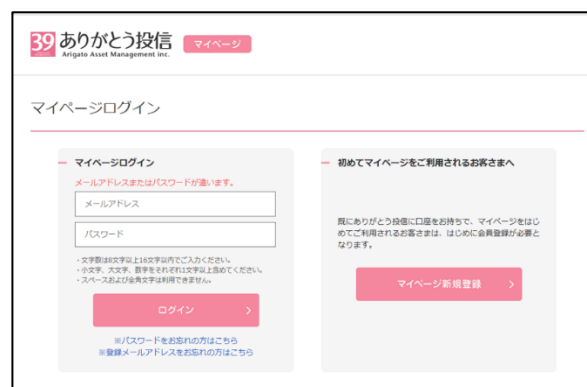 39 ありがとう投信 マイページ
Arigato Asset Management inc.
マイページログイン
マイページログイン
メールアドレスまたはパスワードが違います。
メールアドレス
パスワード
・文字数は8文字以上16文字以内でご入力ください。
・小文字、大文字、数字をそれぞれ1文字以上含めてください。
・スペースおよび全角文字は利用できません。
ログイン
※パスワードをお忘れの方はこちら
※登録メールアドレスをお忘れの方はこちら
初めてマイページをご利用されるお客さまへ
既にありがとう投信に口座をお持ちで、マイページをはじ
めてご利用されるお客さまは、はじめに会員登録が必要と
なります。
マイページ新規登録